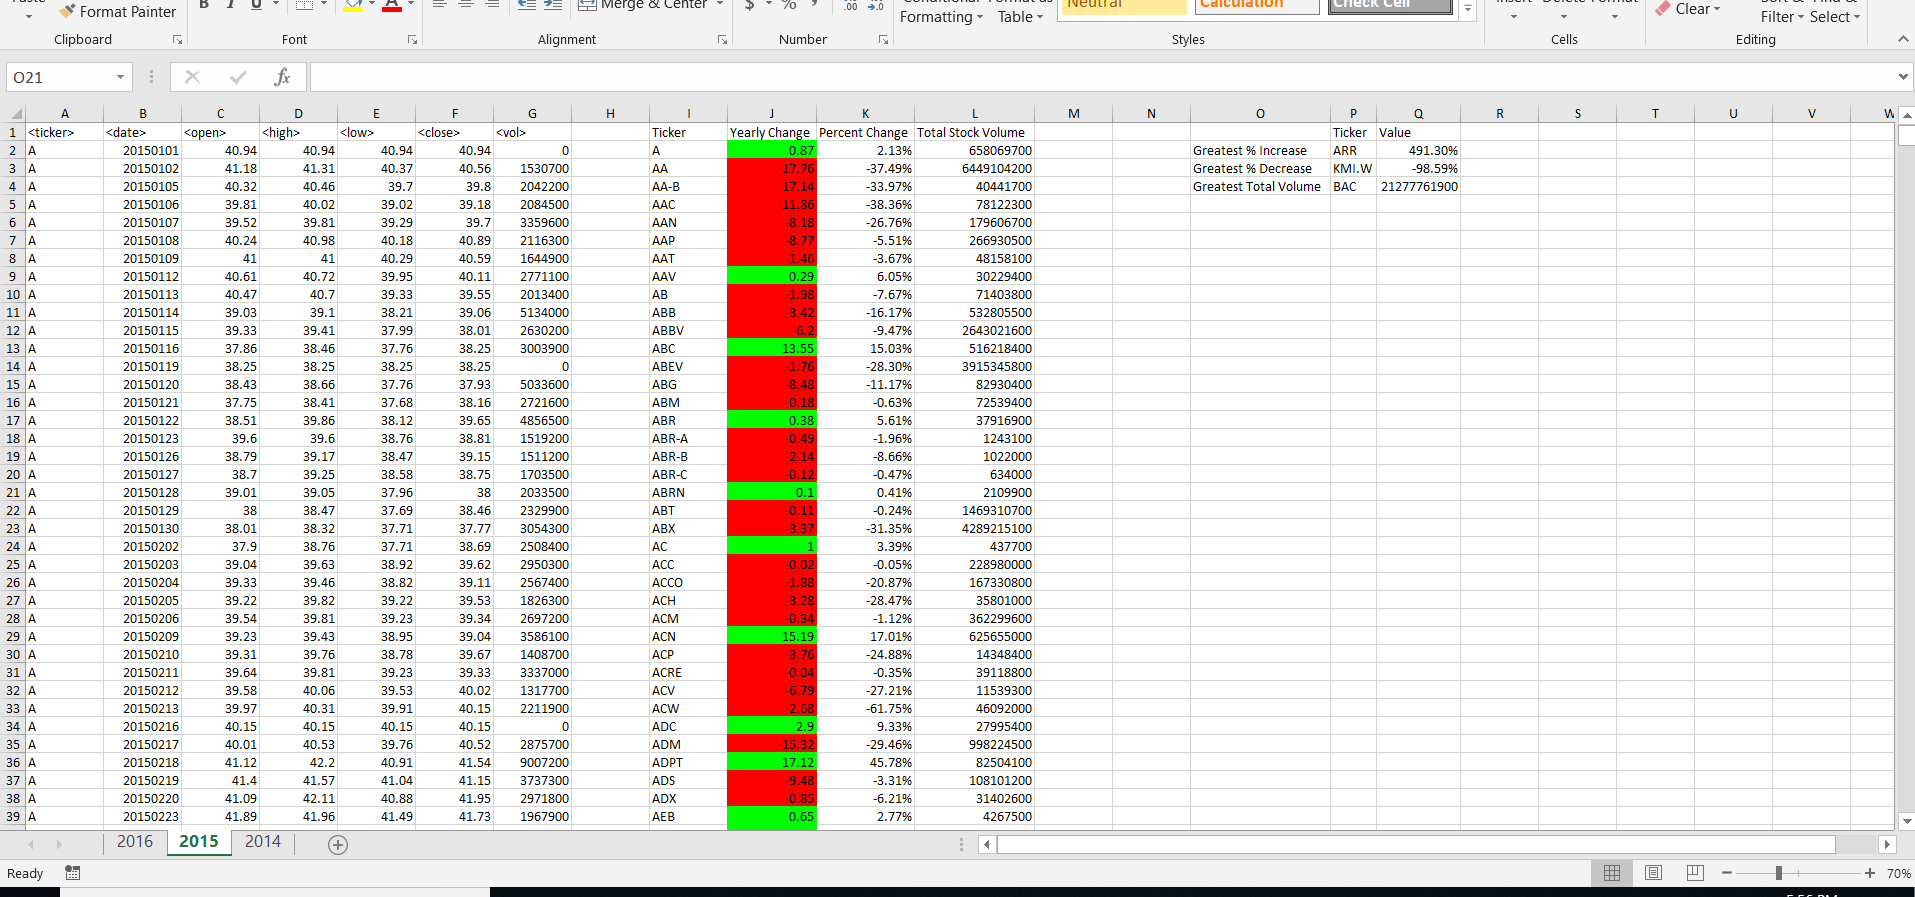 Format Painter
B I U A Merge & Center $ % , .00 .0 Formatting Table Neutral Calculation Check Cell Clear Filter Select
Clipboard Font Alignment Number Styles Cells Editing
O21 fx
A B C D E F G H I J K L M N O P Q R S T U V W
1 <ticker> <date> <open> <high> <low> <close> <vol> Ticker Yearly Change Percent Change Total Stock Volume Ticker Value
2 A 20150101 40.94 40.94 40.94 40.94 0 A 0.87 2.13% 658069700 Greatest % Increase ARR 491.30%
3 A 20150102 41.18 41.31 40.37 40.56 1530700 AA -17.76 -37.49% 6449104200 Greatest % Decrease KMI.W -98.59%
4 A 20150105 40.32 40.46 39.7 39.8 2042200 AA-B -17.14 -33.97% 40441700 Greatest Total Volume BAC 21277761900
5 A 20150106 39.81 40.02 39.02 39.18 2084500 AAC -11.86 -38.36% 78122300
6 A 20150107 39.52 39.81 39.29 39.7 3359600 AAN -8.18 -26.76% 179606700
7 A 20150108 40.24 40.98 40.18 40.89 2116300 AAP -8.77 -5.51% 266930500
8 A 20150109 41 41 40.29 40.59 1644900 AAT -1.46 -3.67% 48158100
9 A 20150112 40.61 40.72 39.95 40.11 2771100 AAV 0.29 6.05% 30229400
10 A 20150113 40.47 40.7 39.33 39.55 2013400 AB -1.98 -7.67% 71403800
11 A 20150114 39.03 39.1 38.21 39.06 5134000 ABB -3.42 -16.17% 532805500
12 A 20150115 39.33 39.41 37.99 38.01 2630200 ABBV -6.2 -9.47% 2643021600
13 A 20150116 37.86 38.46 37.76 38.25 3003900 ABC 13.55 15.03% 516218400
14 A 20150119 38.25 38.25 38.25 38.25 0 ABEV -1.76 -28.30% 3915345800
15 A 20150120 38.43 38.66 37.76 37.93 5033600 ABG -8.48 -11.17% 82930400
16 A 20150121 37.75 38.41 37.68 38.16 2721600 ABM -0.18 -0.63% 72539400
17 A 20150122 38.51 39.86 38.12 39.65 4856500 ABR 0.38 5.61% 37916900
18 A 20150123 39.6 39.6 38.76 38.81 1519200 ABR-A -0.49 -1.96% 1243100
19 A 20150126 38.79 39.17 38.47 39.15 1511200 ABR-B -2.14 -8.66% 1022000
20 A 20150127 38.7 39.25 38.58 38.75 1703500 ABR-C -0.12 -0.47% 634000
21 A 20150128 39.01 39.05 37.96 38 2033500 ABRN 0.1 0.41% 2109900
22 A 20150129 38 38.47 37.69 38.46 2329900 ABT -0.11 -0.24% 1469310700
23 A 20150130 38.01 38.32 37.71 37.77 3054300 ABX -3.37 -31.35% 4289215100
24 A 20150202 37.9 38.76 37.71 38.69 2508400 AC 1 3.39% 437700
25 A 20150203 39.04 39.63 38.92 39.62 2950300 ACC -0.02 -0.05% 228980000
26 A 20150204 39.33 39.46 38.82 39.11 2567400 ACCO -1.88 -20.87% 167330800
27 A 20150205 39.22 39.82 39.22 39.53 1826300 ACH -3.28 -28.47% 35801000
28 A 20150206 39.54 39.81 39.23 39.34 2697200 ACM -0.34 -1.12% 362299600
29 A 20150209 39.23 39.43 38.95 39.04 3586100 ACN 15.19 17.01% 625655000
30 A 20150210 39.31 39.76 38.78 39.67 1408700 ACP -3.76 -24.88% 14348400
31 A 20150211 39.64 39.81 39.23 39.33 3337000 ACRE -0.04 -0.35% 39118800
32 A 20150212 39.58 40.06 39.53 40.02 1317700 ACV -6.79 -27.21% 11539300
33 A 20150213 39.97 40.31 39.91 40.15 2211900 ACW -2.68 -61.75% 46092000
34 A 20150216 40.15 40.15 40.15 40.15 0 ADC 2.9 9.33% 27995400
35 A 20150217 40.01 40.53 39.76 40.52 2875700 ADM -15.32 -29.46% 998224500
36 A 20150218 41.12 42.2 40.91 41.54 9007200 ADPT 17.12 45.78% 82504100
37 A 20150219 41.4 41.57 41.04 41.15 3737300 ADS -9.48 -3.31% 108101200
38 A 20150220 41.09 42.11 40.88 41.95 2971800 ADX -0.85 -6.21% 31402600
39 A 20150223 41.89 41.96 41.49 41.73 1967900 AEB 0.65 2.77% 4267500
2016 2015 2014
Ready 70%